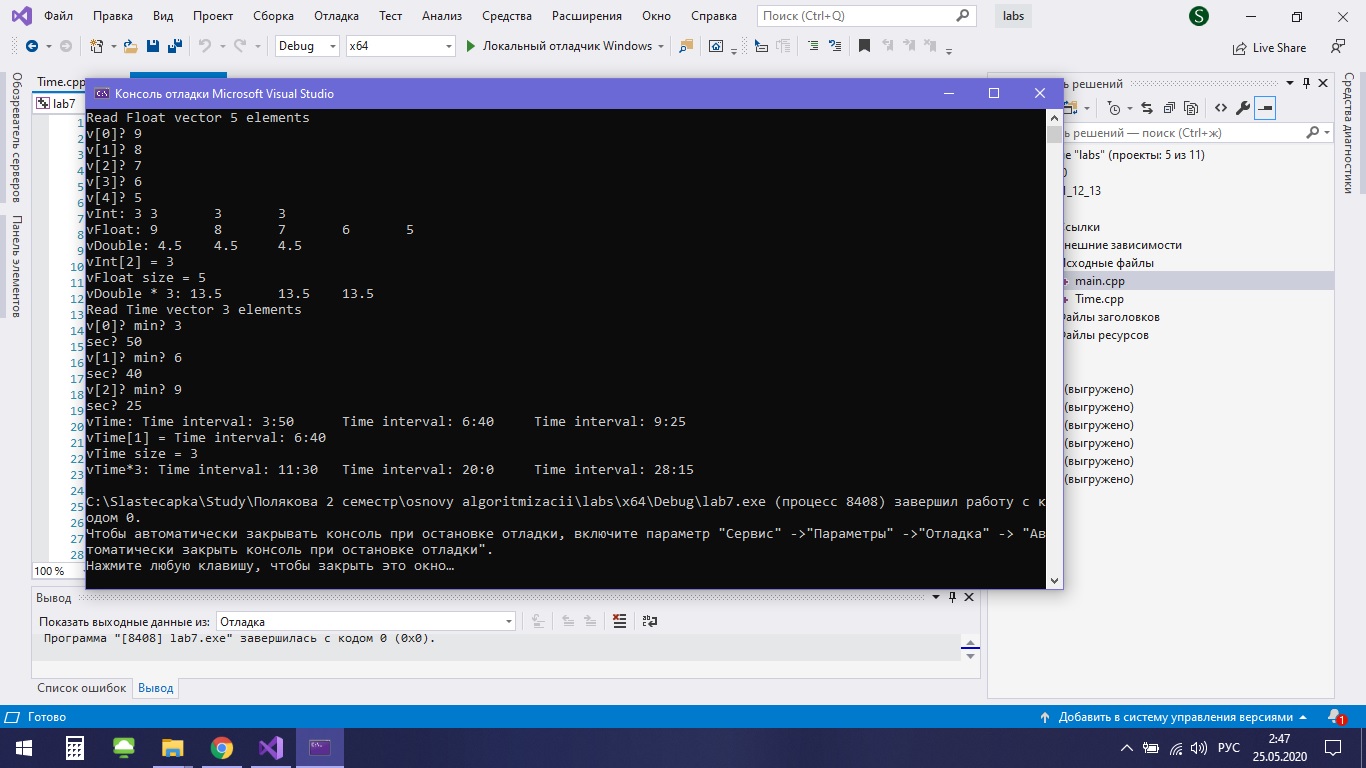 Файл Правка Вид Проект Сборка Отладка Тест Анализ Средства Расширения Окно Справка Поиск (Ctrl+Q) labs S
Debug x64 Локальный отладчик Windows Live Share
Time.cpp
lab7
Обозреватель серверов
Панель элементов
1
2
3
4
5
6
7
8
9
10
11
12
13
14
15
16
17
18
19
20
21
22
23
24
25
26
27
28
100 %
Консоль отладки Microsoft Visual Studio
Read Float vector 5 elements
v[0]? 9
v[1]? 8
v[2]? 7
v[3]? 6
v[4]? 5
vInt: 3 3 3 3
vFloat: 9 8 7 6 5
vDouble: 4.5 4.5 4.5
vInt[2] = 3
vFloat size = 5
vDouble * 3: 13.5 13.5 13.5
Read Time vector 3 elements
v[0]? min? 3
sec? 50
v[1]? min? 6
sec? 40
v[2]? min? 9
sec? 25
vTime: Time interval: 3:50 Time interval: 6:40 Time interval: 9:25
vTime[1] = Time interval: 6:40
vTime size = 3
vTime*3: Time interval: 11:30 Time interval: 20:0 Time interval: 28:15
C:\Slastecapka\Study\Полякова 2 семестр\osnovy algoritmizacii\labs\x64\Debug\lab7.exe (процесс 8408) завершил работу с к
одом 0.
Чтобы автоматически закрывать консоль при остановке отладки, включите параметр "Сервис" ->"Параметры" ->"Отладка" -> "Ав
томатически закрыть консоль при остановке отладки".
Нажмите любую клавишу, чтобы закрыть это окно…
ь решений
ь решений — поиск (Ctrl+ж)
е "labs" (проекты: 5 из 11)
0
1_12_13
сылки
нешние зависимости
сходные файлы
main.cpp
Time.cpp
айлы заголовков
айлы ресурсов
(выгружено)
(выгружено)
(выгружено)
(выгружено)
(выгружено)
(выгружено)
Средства диагностики
Вывод
Показать выходные данные из: Отладка
Программа "[8408] lab7.exe" завершилась с кодом 0 (0x0).
Список ошибок Вывод
Готово Добавить в систему управления версиями 1
РУС 2:47
25.05.2020